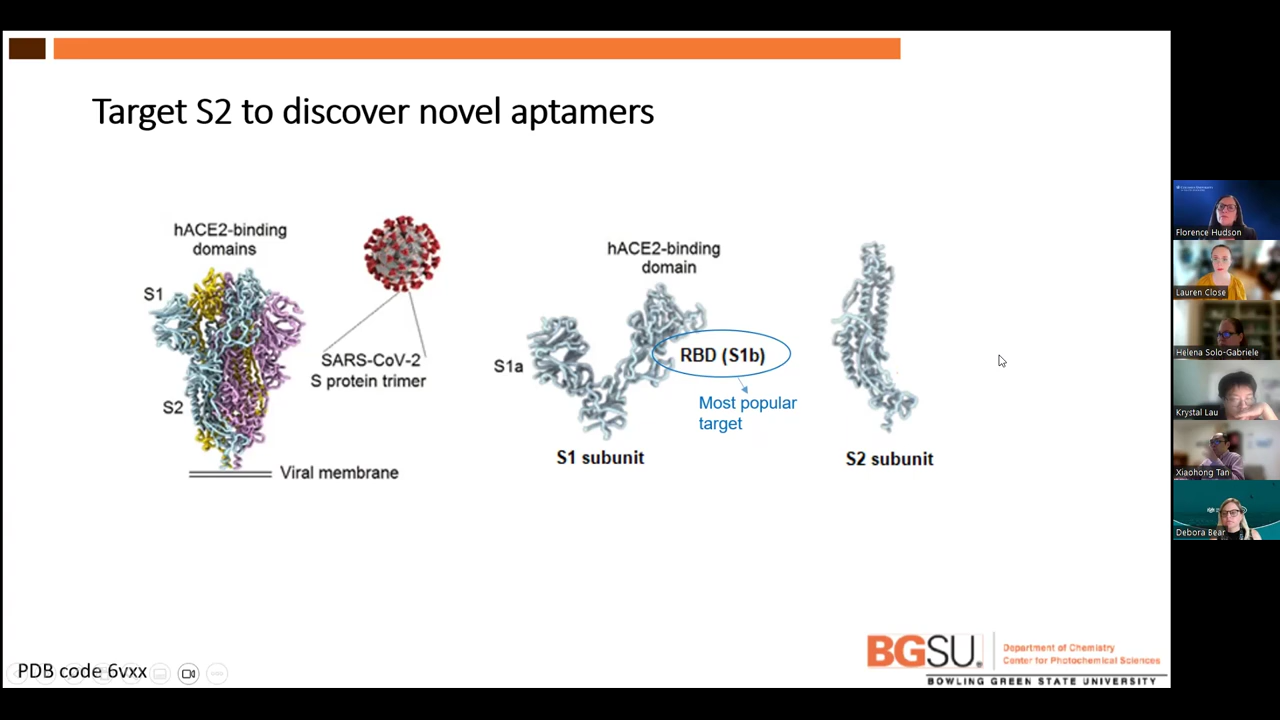 Target S2 to discover novel aptamers
hACE2-binding
domains
S1
SARS-CoV-2
S protein trimer
S2
Viral membrane
hACE2-binding
domain
RBD (S1b)
S1a
Most popular
target
S1 subunit
S2 subunit
PDB code 6vxx
BGSU
Department of Chemistry
Center for Photochemical Sciences
BOWLING GREEN STATE UNIVERSITY
Florence Hudson
Lauren Close
Helena Solo-Gabriele
Krystal Lau
Xiaohong Tan
Debora Bear